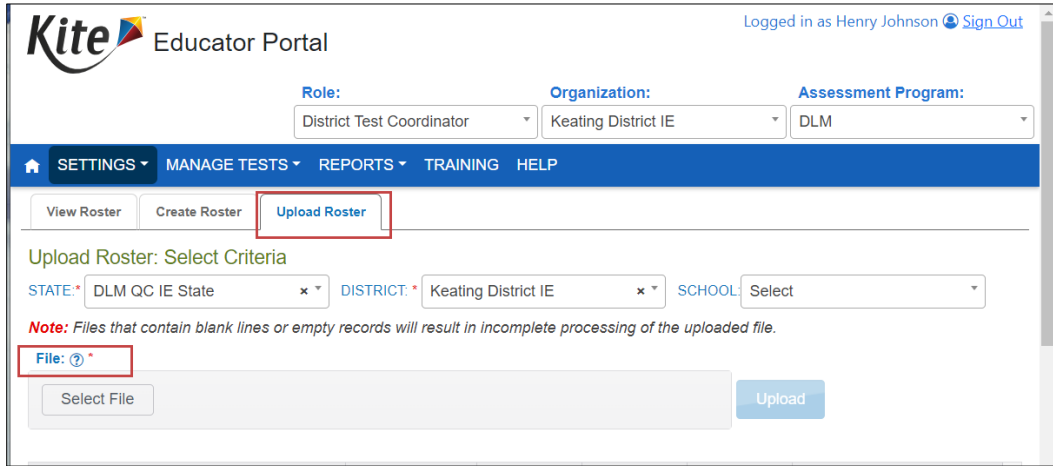 Logged in as Henry Johnson Sign Out
Kite Educator Portal
Role: Organization: Assessment Program:
District Test Coordinator Keating District IE DLM
SETTINGS MANAGE TESTS REPORTS TRAINING HELP
View Roster Create Roster Upload Roster
Upload Roster: Select Criteria
STATE:* DLM QC IE State × DISTRICT: * Keating District IE × SCHOOL: Select
Note: Files that contain blank lines or empty records will result in incomplete processing of the uploaded file.
File: ? *
Select File Upload